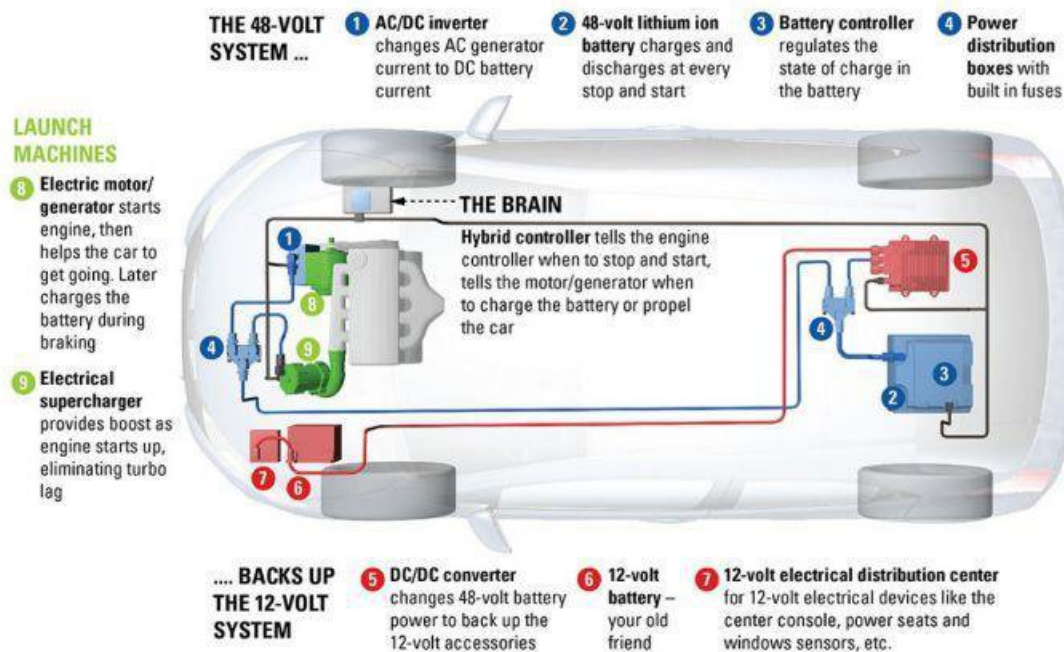 THE 48-VOLT
SYSTEM ...
1 AC/DC inverter
changes AC generator
current to DC battery
current
2 48-volt lithium ion
battery charges and
discharges at every
stop and start
3 Battery controller
regulates the
state of charge in
the battery
4 Power
distribution
boxes with
built in fuses
LAUNCH
MACHINES
8 Electric motor/
generator starts
engine, then
helps the car to
get going. Later
charges the
battery during
braking
9 Electrical
supercharger
provides boost as
engine starts up,
eliminating turbo
lag
THE BRAIN
Hybrid controller tells the engine
controller when to stop and start,
tells the motor/generator when
to charge the battery or propel
the car
1
8
9
4
7
6
5
4
3
2
.... BACKS UP
THE 12-VOLT
SYSTEM
5 DC/DC converter
changes 48-volt battery
power to back up the
12-volt accessories
6 12-volt
battery –
your old
friend
7 12-volt electrical distribution center
for 12-volt electrical devices like the
center console, power seats and
windows sensors, etc.